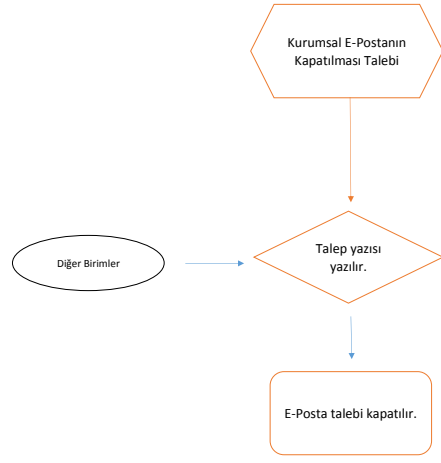 Kurumsal E-Postanın
Kapatılması Talebi
Talep yazısı
yazılır.
Diğer Birimler
E-Posta talebi kapatılır.